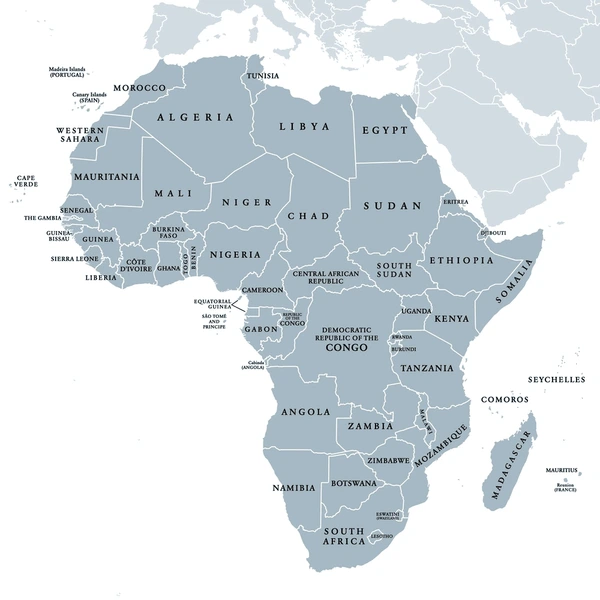 Madeira Islands
(PORTUGAL)
Canary Islands
(SPAIN)
MOROCCO
TUNISIA
ALGERIA
LIBYA
EGYPT
WESTERN
SAHARA
CAPE
VERDE
MAURITANIA
MALI
NIGER
CHAD
SUDAN
ERITREA
SENEGAL
THE GAMBIA
GUINEA-
BISSAU
GUINEA
SIERRA LEONE
LIBERIA
CÔTE
D'IVOIRE
BURKINA
FASO
GHANA
TOGO
BENIN
NIGERIA
DJIBOUTI
ETHIOPIA
SOMALIA
SOUTH
SUDAN
CENTRAL AFRICAN
REPUBLIC
CAMEROON
EQUATORIAL
GUINEA
SÃO TOMÉ
AND
PRINCIPE
GABON
REPUBLIC
OF THE
CONGO
DEMOCRATIC
REPUBLIC OF THE
CONGO
UGANDA
KENYA
RWANDA
BURUNDI
TANZANIA
Cabinda
(ANGOLA)
SEYCHELLES
COMOROS
ANGOLA
ZAMBIA
MALAWI
MOZAMBIQUE
MADAGASCAR
MAURITIUS
Réunion
(FRANCE)
ZIMBABWE
NAMIBIA
BOTSWANA
ESWATINI
(SWAZILAND)
SOUTH
AFRICA
LESOTHO